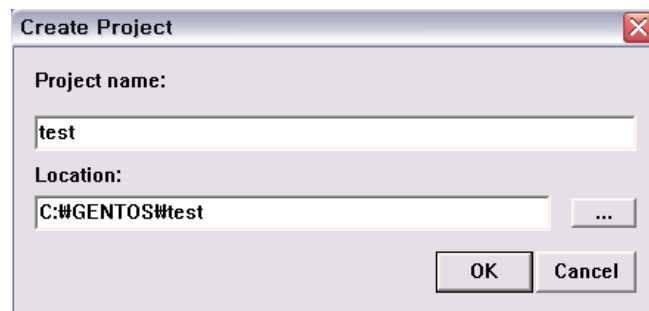 Create Project
Project name:
test
Location:
C:₩GENTOS₩test
...
OK
Cancel